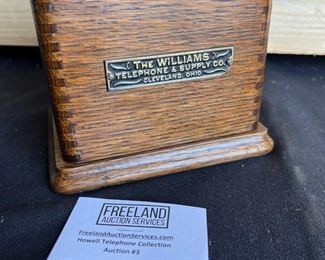 THE WILLIAMS
TELEPHONE & SUPPLY CO.
CLEVELAND, OHIO
FREELAND
AUCTION SERVICES
FreelandAuctionServices.com
Howell Telephone Collection
Auction #3